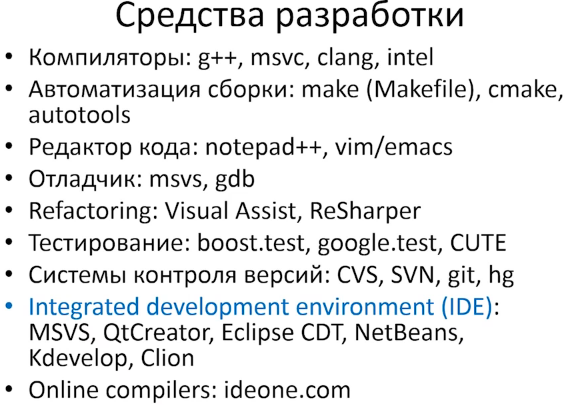 Средства разработки
• Компиляторы: g++, msvc, clang, intel
• Автоматизация сборки: make (Makefile), cmake,
autotools
• Редактор кода: notepad++, vim/emacs
• Отладчик: msvs, gdb
• Refactoring: Visual Assist, ReSharper
• Тестирование: boost.test, google.test, CUTE
• Системы контроля версий: CVS, SVN, git, hg
• Integrated development environment (IDE):
MSVS, QtCreator, Eclipse CDT, NetBeans,
Kdevelop, Clion
• Online compilers: ideone.com